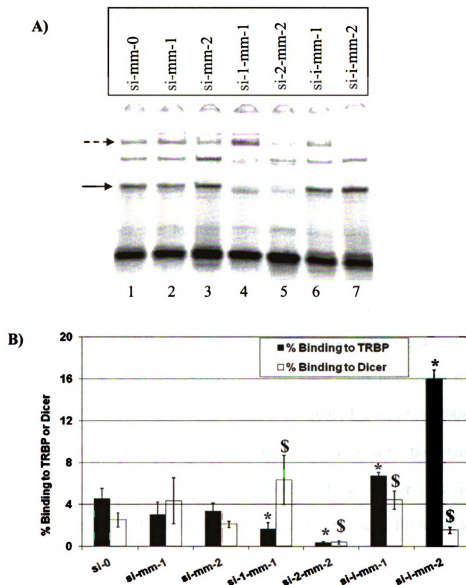 A)
si-mm-0
si-mm-1
si-mm-2
si-1-mm-1
si-2-mm-2
si-i-mm-1
si-i-mm-2
1 2 3 4 5 6 7
B)
20
16
12
8
4
0
% Binding to TRBP or Dicer
% Binding to TRBP
% Binding to Dicer
* $ * $ * $ * $
si-0
si-mm-1
si-mm-2
si-1-mm-1
si-2-mm-2
si-i-mm-1
si-i-mm-2